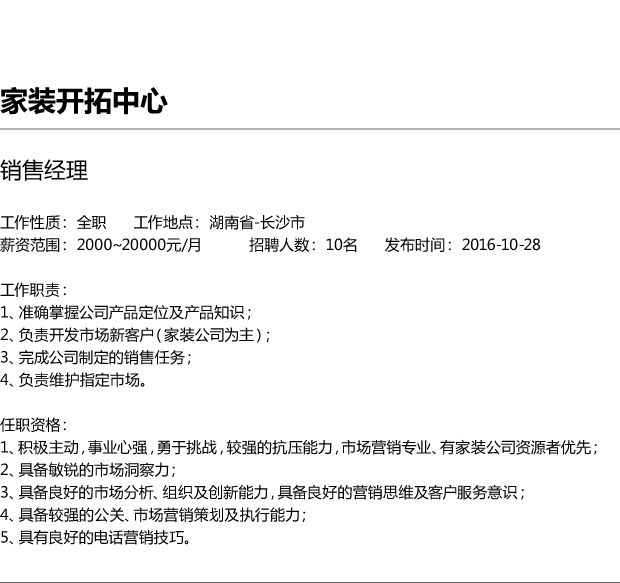 家装开拓中心
销售经理
工作性质：全职 工作地点：湖南省-长沙市
薪资范围：2000~20000元/月 招聘人数：10名 发布时间：2016-10-28
工作职责：
1、准确掌握公司产品定位及产品知识；
2、负责开发市场新客户（家装公司为主）；
3、完成公司制定的销售任务；
4、负责维护指定市场。
任职资格：
1、积极主动，事业心强，勇于挑战，较强的抗压能力，市场营销专业、有家装公司资源者优先；
2、具备敏锐的市场洞察力；
3、具备良好的市场分析、组织及创新能力，具备良好的营销思维及客户服务意识；
4、具备较强的公关、市场营销策划及执行能力；
5、具有良好的电话营销技巧。